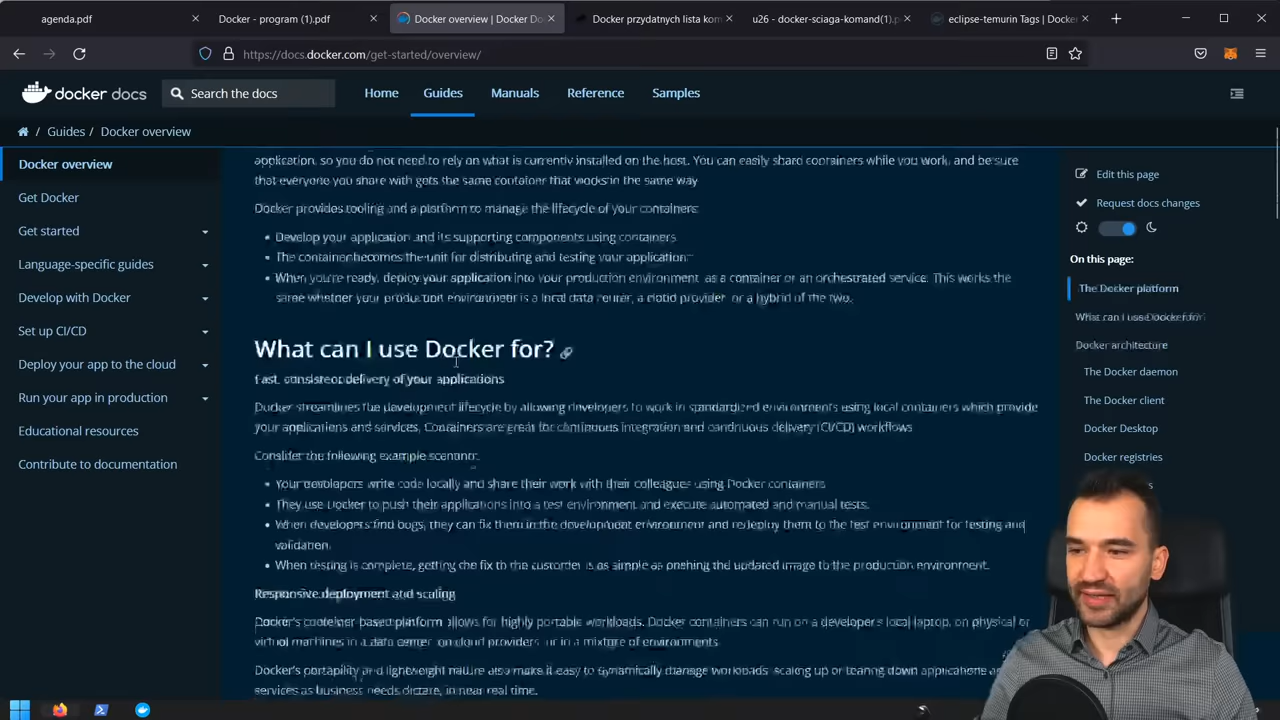 agenda.pdf
Docker - program (1).pdf
Docker overview | Docker Do
Docker przydatnych lista kom
u26 - docker-sciaga-komand(1).p
eclipse-temurin Tags | Docker
https://docs.docker.com/get-started/overview/
docker docs
Search the docs
Home
Guides
Manuals
Reference
Samples
/ Guides / Docker overview
Docker overview
Get Docker
Get started
Language-specific guides
Develop with Docker
Set up CI/CD
Deploy your app to the cloud
Run your app in production
Educational resources
Contribute to documentation
application, so you do not need to rely on what is currently installed on the host. You can easily share containers while you work, and be sure
that everyone you share with gets the same container that works in the same way
Docker provides tooling and a platform to manage the lifecycle of your containers:
Develop your application and its supporting components using containers.
The container becomes the unit for distributing and testing your application.
When you're ready, deploy your application into your production environment, as a container or an orchestrated service. This works the
same whether your production environment is a local data center, a cloud provider, or a hybrid of the two.
What can I use Docker for?
Fast, consistent delivery of your applications
Docker streamlines the development lifecycle by allowing developers to work in standardized environments using local containers which provide
your applications and services. Containers are great for continuous integration and continuous delivery (CI/CD) workflows
Consider the following example scenario:
Your developers write code locally and share their work with their colleagues using Docker containers.
They use Docker to push their applications into a test environment and execute automated and manual tests.
When developers find bugs, they can fix them in the development environment and redeploy them to the test environment for testing and
validation.
When testing is complete, getting the fix to the customer is as simple as pushing the updated image to the production environment.
Responsive deployment and scaling
Docker's container-based platform allows for highly portable workloads. Docker containers can run on a developer's local laptop, on physical or
virtual machines in a data center, on cloud providers, or in a mixture of environments
Docker's portability and lightweight nature also make it easy to dynamically manage workloads, scaling up or tearing down applications and
services as business needs dictate, in near real time.
Edit this page
Request docs changes
On this page:
The Docker platform
What can I use Docker for?
Docker architecture
The Docker daemon
The Docker client
Docker Desktop
Docker registries